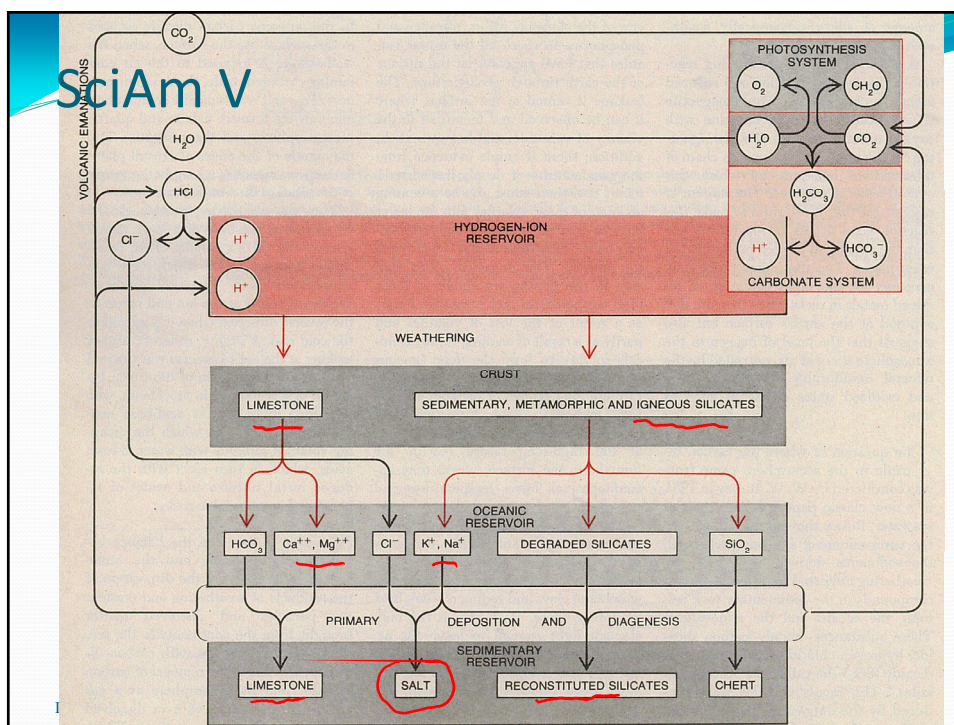 SciAm V
VOLCANIC EMANATIONS
CO2
H2O
HCl
Cl−
H+
H+
HYDROGEN-ION
RESERVOIR
PHOTOSYNTHESIS
SYSTEM
O2
CH2O
H2O
CO2
H2CO3
H+
HCO3−
CARBONATE SYSTEM
WEATHERING
CRUST
LIMESTONE
SEDIMENTARY, METAMORPHIC AND IGNEOUS SILICATES
OCEANIC
RESERVOIR
HCO3
Ca++, Mg++
Cl−
K+, Na+
DEGRADED SILICATES
SiO2
PRIMARY DEPOSITION AND DIAGENESIS
SEDIMENTARY
RESERVOIR
LIMESTONE
SALT
RECONSTITUTED SILICATES
CHERT